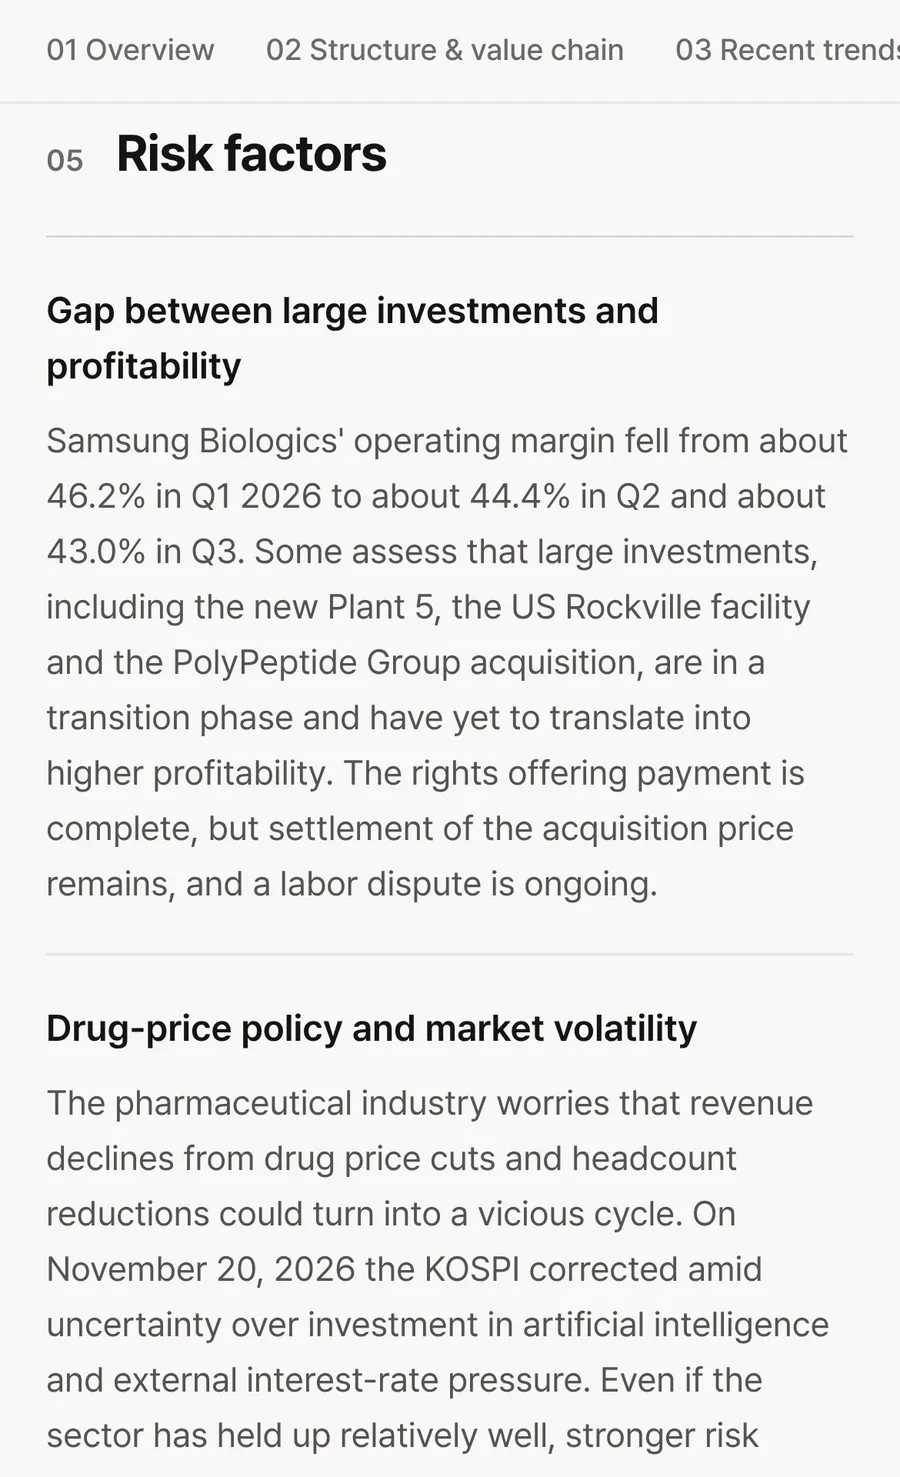 01 Overview 02 Structure & value chain 03 Recent trends
05 Risk factors
Gap between large investments and
profitability
Samsung Biologics' operating margin fell from about
46.2% in Q1 2026 to about 44.4% in Q2 and about
43.0% in Q3. Some assess that large investments,
including the new Plant 5, the US Rockville facility
and the PolyPeptide Group acquisition, are in a
transition phase and have yet to translate into
higher profitability. The rights offering payment is
complete, but settlement of the acquisition price
remains, and a labor dispute is ongoing.
Drug-price policy and market volatility
The pharmaceutical industry worries that revenue
declines from drug price cuts and headcount
reductions could turn into a vicious cycle. On
November 20, 2026 the KOSPI corrected amid
uncertainty over investment in artificial intelligence
and external interest-rate pressure. Even if the
sector has held up relatively well, stronger risk